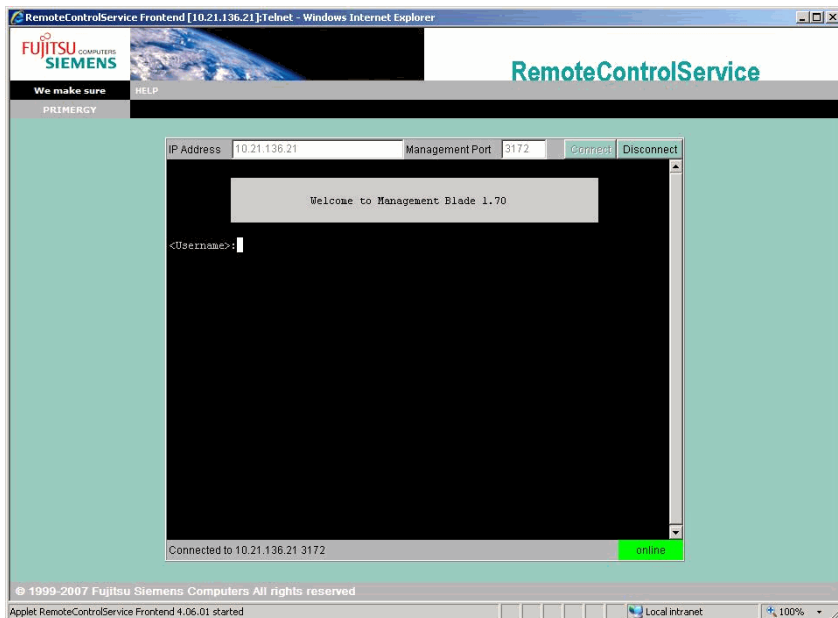 RemoteControlService Frontend [10.21.136.21]:Telnet - Windows Internet Explorer
FUJITSU COMPUTERS
SIEMENS
RemoteControlService
We make sure
HELP
PRIMERGY
IP Address 10.21.136.21 Management Port 3172 Connect Disconnect
Welcome to Management Blade 1.70
<Username>:
Connected to 10.21.136.21 3172 online
© 1999-2007 Fujitsu Siemens Computers All rights reserved
Applet RemoteControlService Frontend 4.06.01 started Local intranet 100%